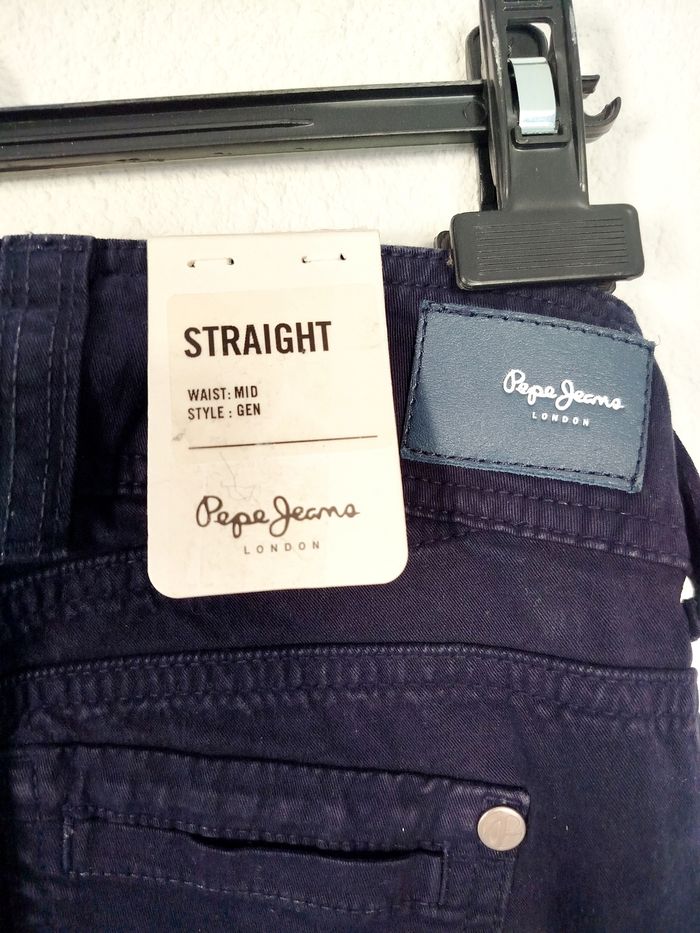 STRAIGHT
WAIST: MID
STYLE : GEN
Pepe Jeans
LONDON
Pepe Jeans
LONDON